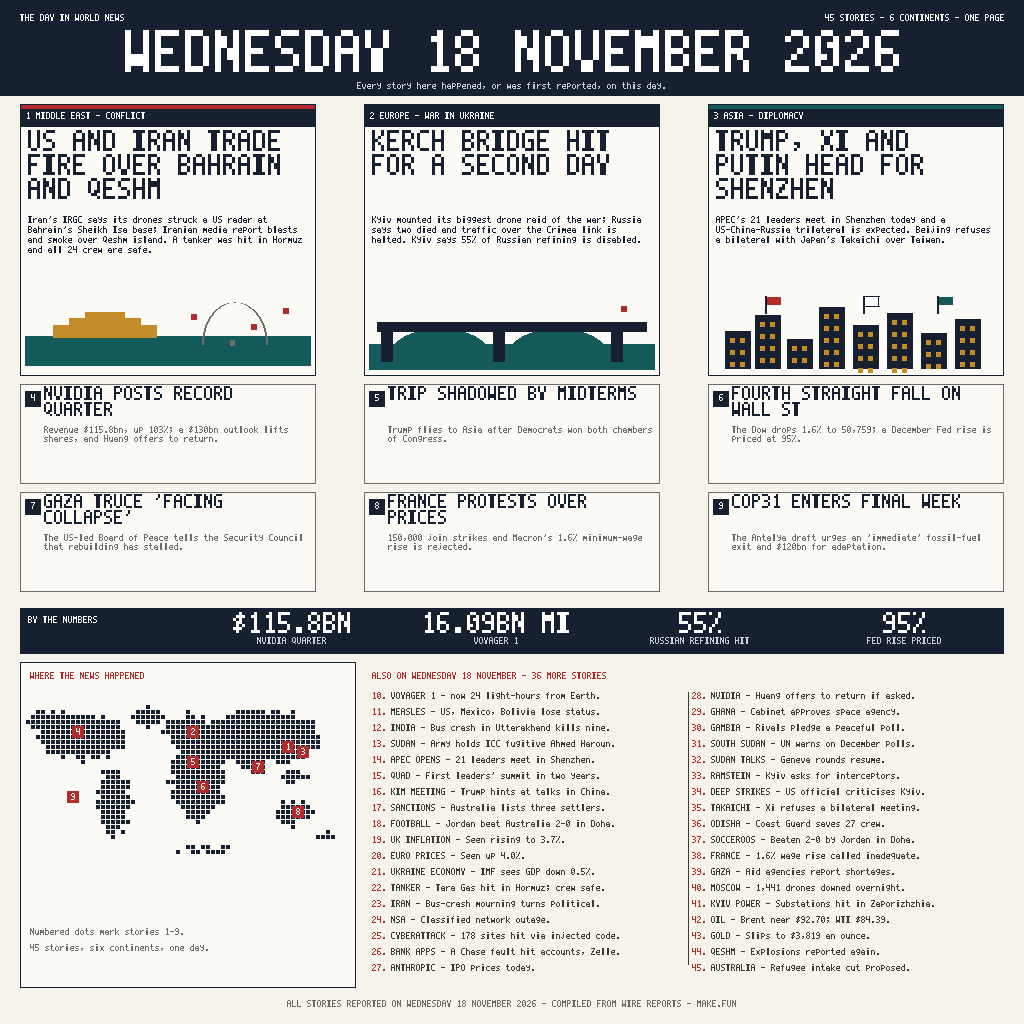 THE DAY IN WORLD NEWS
45 STORIES - 6 CONTINENTS - ONE PAGE
WEDNESDAY 18 NOVEMBER 2026
Every story here happened, or was first reported, on this day.
1 MIDDLE EAST - CONFLICT
US AND IRAN TRADE
FIRE OVER BAHRAIN
AND QESHM
Iran's IRGC says its drones struck a US radar at
Bahrain's Sheikh Isa base; Iranian media report blasts
and smoke over Qeshm island. A tanker was hit in Hormuz
and all 24 crew are safe.
2 EUROPE - WAR IN UKRAINE
KERCH BRIDGE HIT
FOR A SECOND DAY
Kyiv mounted its biggest drone raid of the war; Russia
says two died and traffic over the Crimea link is
halted. Kyiv says 55% of Russian refining is disabled.
3 ASIA - DIPLOMACY
TRUMP, XI AND
PUTIN HEAD FOR
SHENZHEN
APEC's 21 leaders meet in Shenzhen today and a
US-China-Russia trilateral is expected. Beijing refuses
a bilateral with Japan's Takaichi over Taiwan.
4 NVIDIA POSTS RECORD
QUARTER
Revenue $115.8bn, up 103%; a $130bn outlook lifts
shares, and Huang offers to return.
5 TRIP SHADOWED BY MIDTERMS
Trump flies to Asia after Democrats won both chambers
of Congress.
6 FOURTH STRAIGHT FALL ON
WALL ST
The Dow drops 1.6% to 50,759; a December Fed rise is
priced at 95%.
7 GAZA TRUCE 'FACING
COLLAPSE'
The US-led Board of Peace tells the Security Council
that rebuilding has stalled.
8 FRANCE PROTESTS OVER
PRICES
150,000 join strikes and Macron's 1.6% minimum-wage
rise is rejected.
9 COP31 ENTERS FINAL WEEK
The Antalya draft urges an 'immediate' fossil-fuel
exit and $120bn for adaptation.
BY THE NUMBERS
$115.8BN
NVIDIA QUARTER
16.09BN MI
VOYAGER 1
55%
RUSSIAN REFINING HIT
95%
FED RISE PRICED
WHERE THE NEWS HAPPENED
4
2
1
3
5
7
6
9
8
Numbered dots mark stories 1-9.
45 stories, six continents, one day.
ALSO ON WEDNESDAY 18 NOVEMBER - 36 MORE STORIES
10. VOYAGER 1 - now 24 light-hours from Earth.
11. MEASLES - US, Mexico, Bolivia lose status.
12. INDIA - Bus crash in Uttarakhand kills nine.
13. SUDAN - Army holds ICC fugitive Ahmed Haroun.
14. APEC OPENS - 21 leaders meet in Shenzhen.
15. QUAD - First leaders' summit in two years.
16. KIM MEETING - Trump hints at talks in China.
17. SANCTIONS - Australia lists three settlers.
18. FOOTBALL - Jordan beat Australia 2-0 in Doha.
19. UK INFLATION - Seen rising to 3.7%.
20. EURO PRICES - Seen up 4.0%.
21. UKRAINE ECONOMY - IMF sees GDP down 0.5%.
22. TANKER - Tara Gas hit in Hormuz; crew safe.
23. IRAN - Bus-crash mourning turns political.
24. NSA - Classified network outage.
25. CYBERATTACK - 178 sites hit via injected code.
26. BANK APPS - A Chase fault hit accounts, Zelle.
27. ANTHROPIC - IPO prices today.
28. NVIDIA - Huang offers to return if asked.
29. GHANA - Cabinet approves space agency.
30. GAMBIA - Rivals pledge a peaceful poll.
31. SOUTH SUDAN - UN warns on December polls.
32. SUDAN TALKS - Geneva rounds resume.
33. RAMSTEIN - Kyiv asks for interceptors.
34. DEEP STRIKES - US official criticises Kyiv.
35. TAKAICHI - Xi refuses a bilateral meeting.
36. ODISHA - Coast Guard saves 27 crew.
37. SOCCEROOS - Beaten 2-0 by Jordan in Doha.
38. FRANCE - 1.6% wage rise called inadequate.
39. GAZA - Aid agencies report shortages.
40. MOSCOW - 1,441 drones downed overnight.
41. KYIV POWER - Substations hit in Zaporizhzhia.
42. OIL - Brent near $92.70; WTI $84.39.
43. GOLD - Slips to $3,819 an ounce.
44. QESHM - Explosions reported again.
45. AUSTRALIA - Refugee intake cut proposed.
ALL STORIES REPORTED ON WEDNESDAY 18 NOVEMBER 2026 - COMPILED FROM WIRE REPORTS - MAKE.FUN